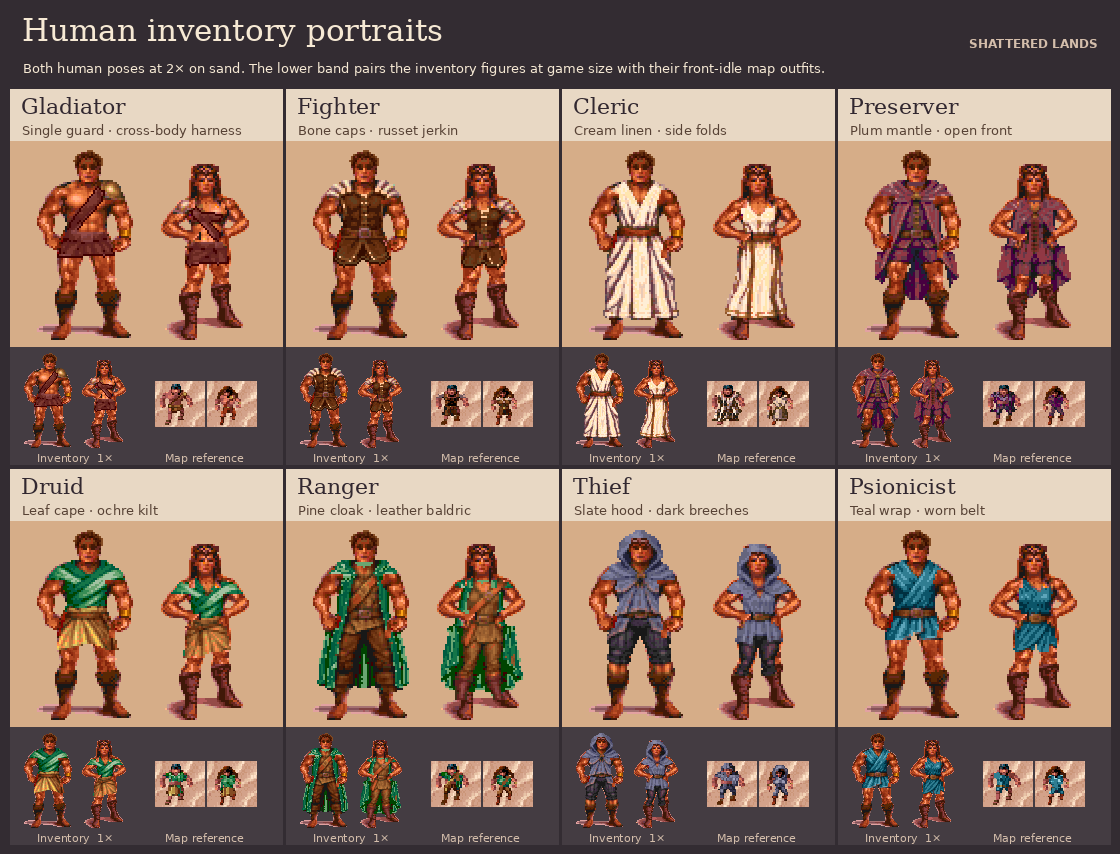 Human inventory portraits
SHATTERED LANDS
Both human poses at 2× on sand. The lower band pairs the inventory figures at game size with their front-idle map outfits.
Gladiator
Single guard · cross-body harness
Inventory 1×
Map reference
Fighter
Bone caps · russet jerkin
Inventory 1×
Map reference
Cleric
Cream linen · side folds
Inventory 1×
Map reference
Preserver
Plum mantle · open front
Inventory 1×
Map reference
Druid
Leaf cape · ochre kilt
Inventory 1×
Map reference
Ranger
Pine cloak · leather baldric
Inventory 1×
Map reference
Thief
Slate hood · dark breeches
Inventory 1×
Map reference
Psionicist
Teal wrap · worn belt
Inventory 1×
Map reference